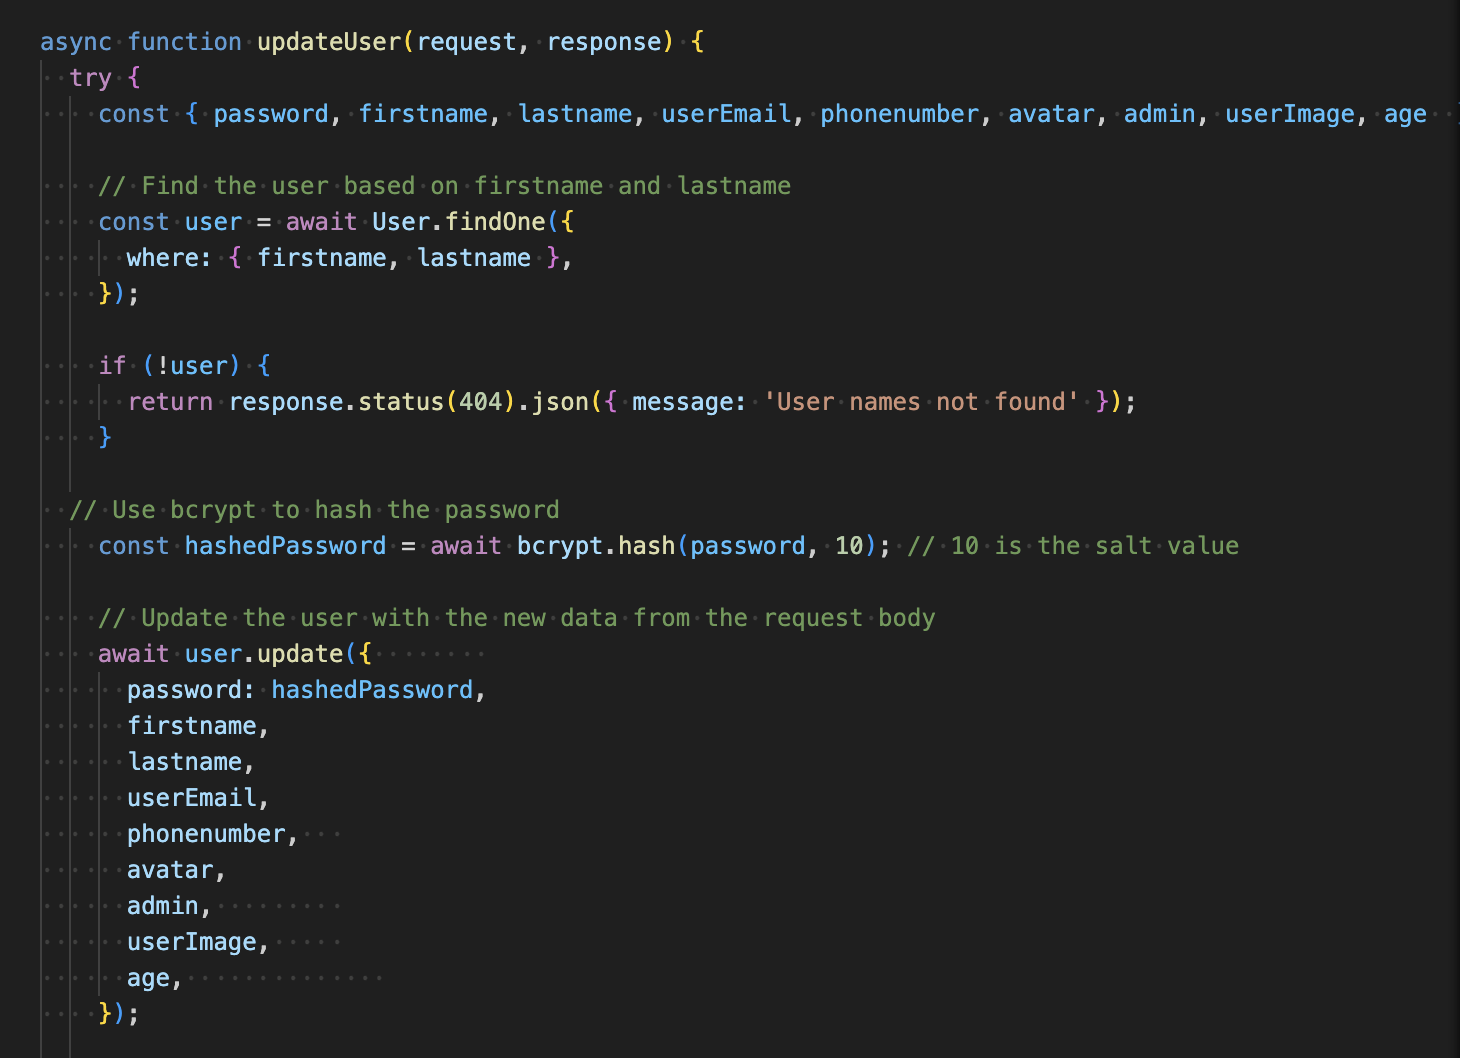 async function updateUser(request, response) {
  try {
    const { password, firstname, lastname, userEmail, phonenumber, avatar, admin, userImage, age

    // Find the user based on firstname and lastname
    const user = await User.findOne({
      where: { firstname, lastname },
    });

    if (!user) {
      return response.status(404).json({ message: 'User names not found' });
    }

  // Use bcrypt to hash the password
    const hashedPassword = await bcrypt.hash(password, 10); // 10 is the salt value

    // Update the user with the new data from the request body
    await user.update({
      password: hashedPassword,
      firstname,
      lastname,
      userEmail,
      phonenumber,
      avatar,
      admin,
      userImage,
      age,
    });